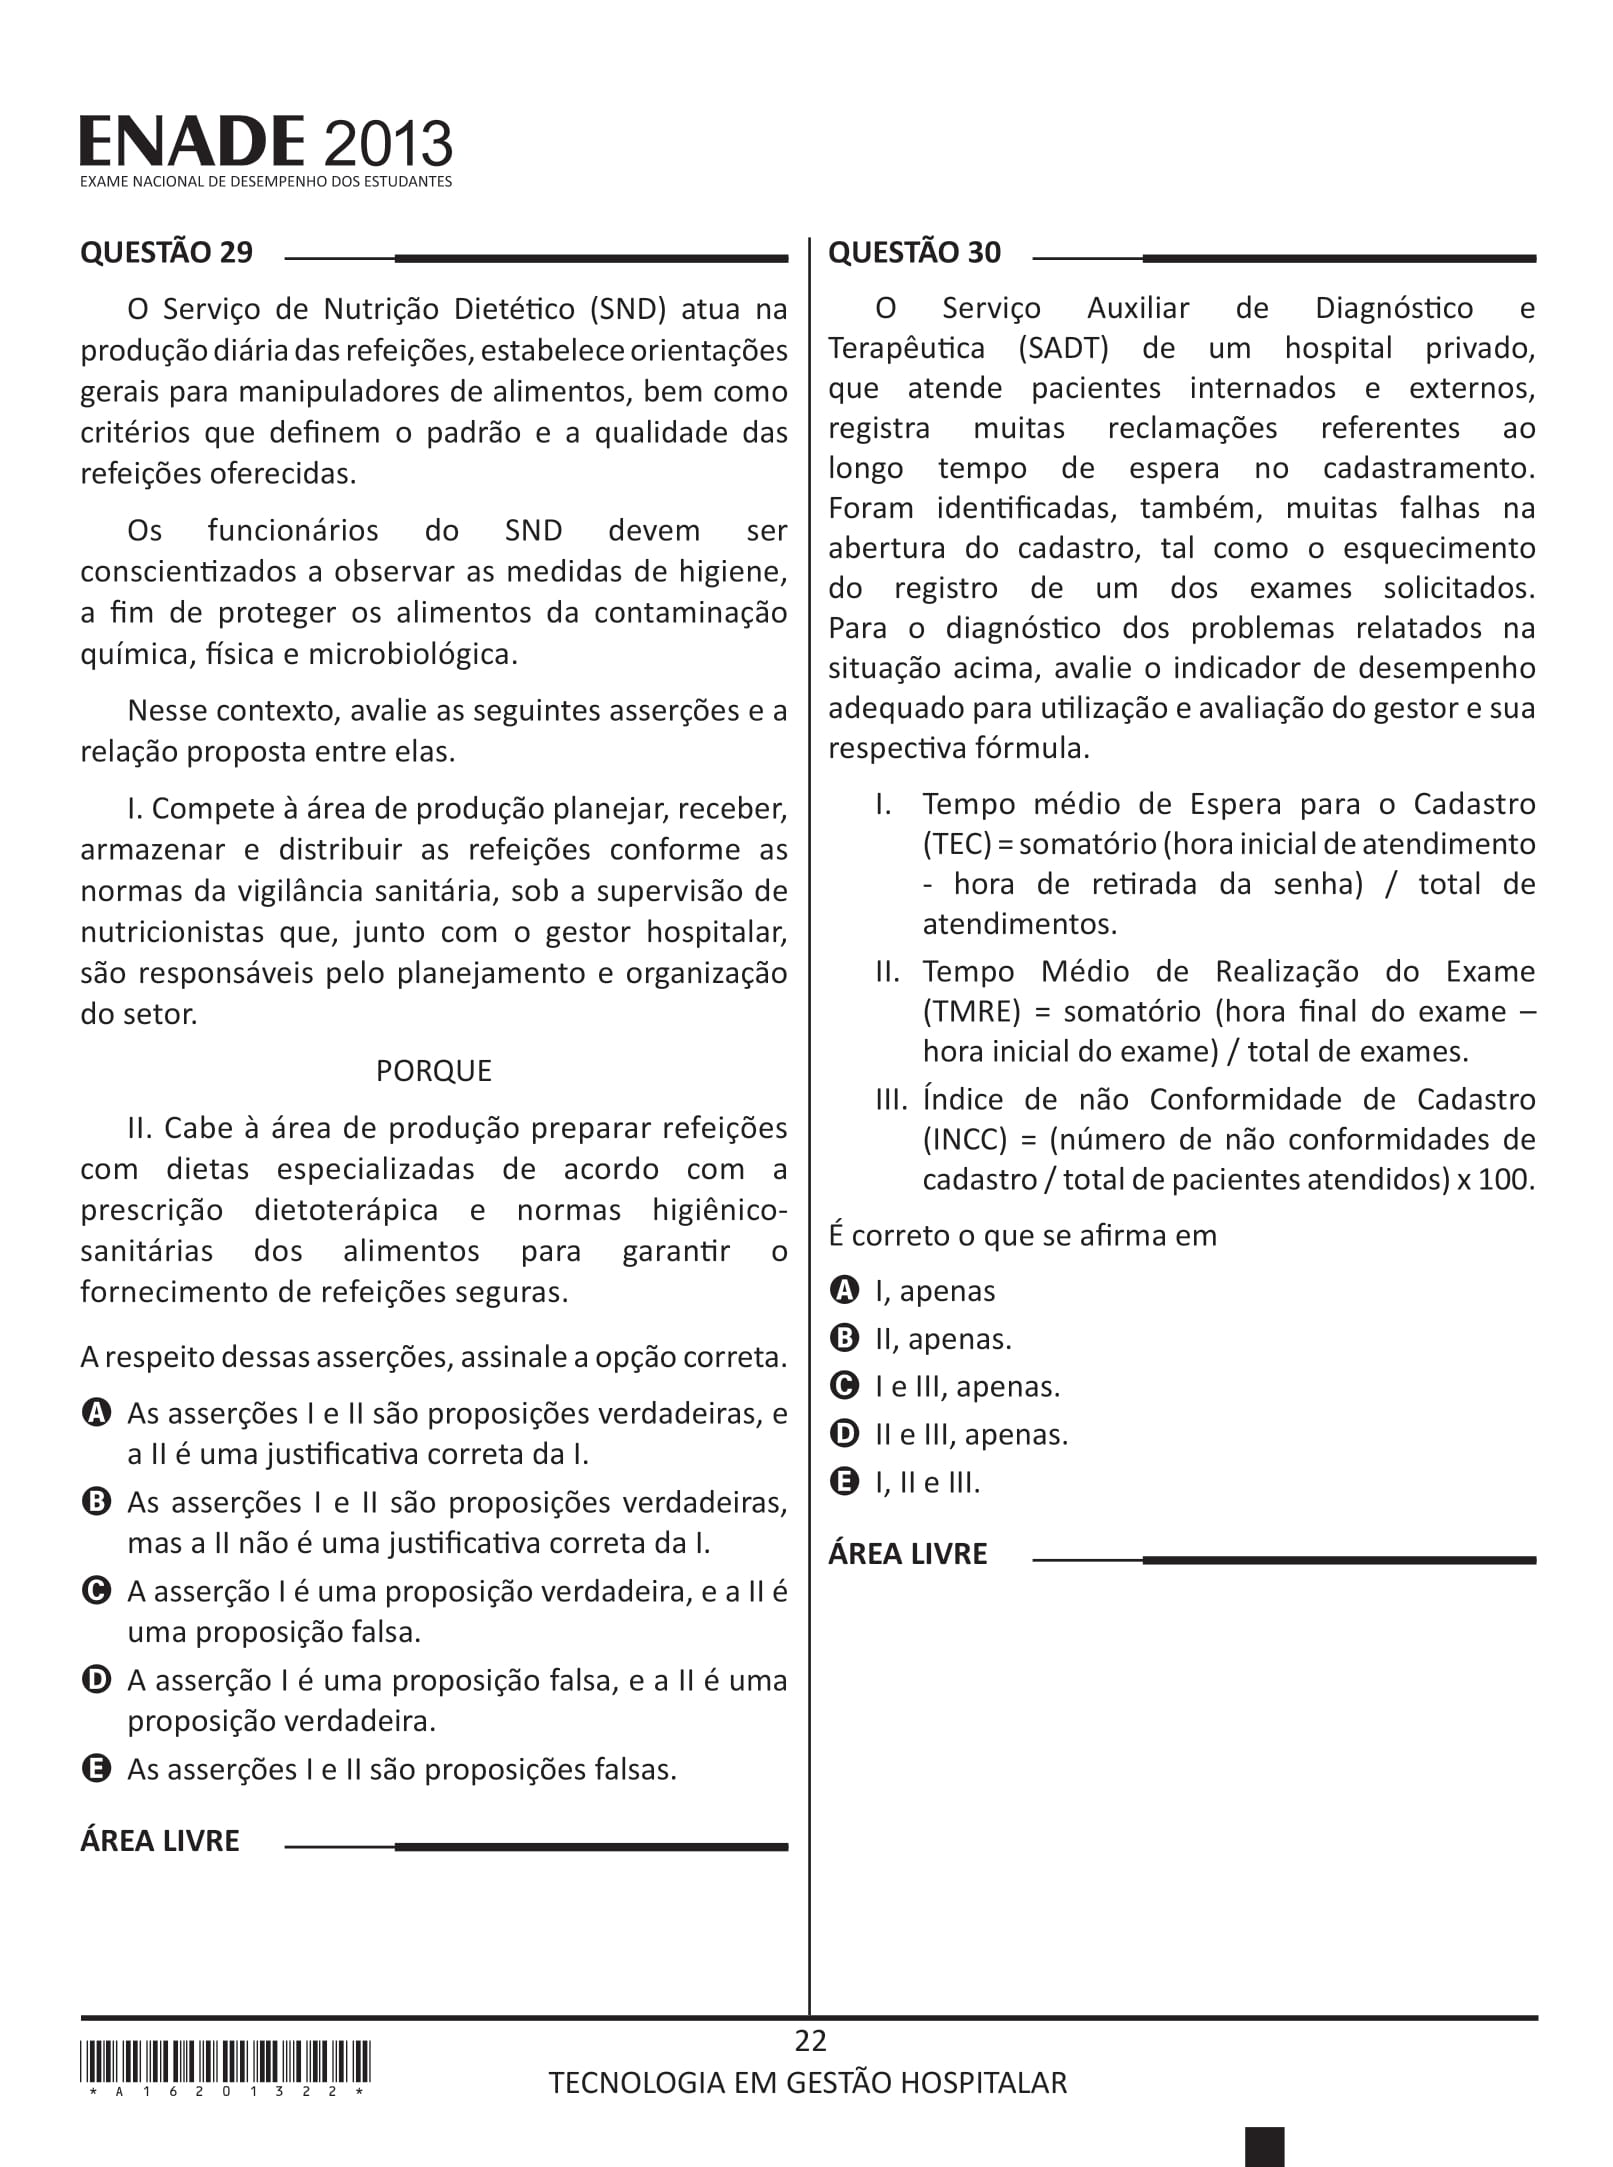 ENADE 2013
EXAME NACIONAL DE DESEMPENHO DOS ESTUDANTES
QUESTÃO 29
O Serviço de Nutrição Dietético (SND) atua na
produção diária das refeições, estabelece orientações
gerais para manipuladores de alimentos, bem como
critérios que definem o padrão e a qualidade das
refeições oferecidas.
Os funcionários do SND devem ser
conscientizados a observar as medidas de higiene,
a fim de proteger os alimentos da contaminação
química, física e microbiológica.
Nesse contexto, avalie as seguintes asserções e a
relação proposta entre elas.
I. Compete à área de produção planejar, receber,
armazenar e distribuir as refeições conforme as
normas da vigilância sanitária, sob a supervisão de
nutricionistas que, junto com o gestor hospitalar,
são responsáveis pelo planejamento e organização
do setor.
PORQUE
II. Cabe à área de produção preparar refeições
com dietas especializadas de acordo com a
prescrição dietoterápica e normas higiênico-
sanitárias dos alimentos para garantir o
fornecimento de refeições seguras.
A respeito dessas asserções, assinale a opção correta.
A As asserções I e II são proposições verdadeiras, e
a II é uma justificativa correta da I.
B As asserções I e II são proposições verdadeiras,
mas a II não é uma justificativa correta da I.
C A asserção I é uma proposição verdadeira, e a II é
uma proposição falsa.
D A asserção I é uma proposição falsa, e a II é uma
proposição verdadeira.
E As asserções I e II são proposições falsas.
ÁREA LIVRE
QUESTÃO 30
O Serviço Auxiliar de Diagnóstico e
Terapêutica (SADT) de um hospital privado,
que atende pacientes internados e externos,
registra muitas reclamações referentes ao
longo tempo de espera no cadastramento.
Foram identificadas, também, muitas falhas na
abertura do cadastro, tal como o esquecimento
do registro de um dos exames solicitados.
Para o diagnóstico dos problemas relatados na
situação acima, avalie o indicador de desempenho
adequado para utilização e avaliação do gestor e sua
respectiva fórmula.
I. Tempo médio de Espera para o Cadastro
(TEC) = somatório (hora inicial de atendimento
- hora de retirada da senha) / total de
atendimentos.
II. Tempo Médio de Realização do Exame
(TMRE) = somatório (hora final do exame –
hora inicial do exame) / total de exames.
III. Índice de não Conformidade de Cadastro
(INCC) = (número de não conformidades de
cadastro / total de pacientes atendidos) x 100.
É correto o que se afirma em
A I, apenas
B II, apenas.
C I e III, apenas.
D II e III, apenas.
E I, II e III.
ÁREA LIVRE
22
TECNOLOGIA EM GESTÃO HOSPITALAR
*A16201322*